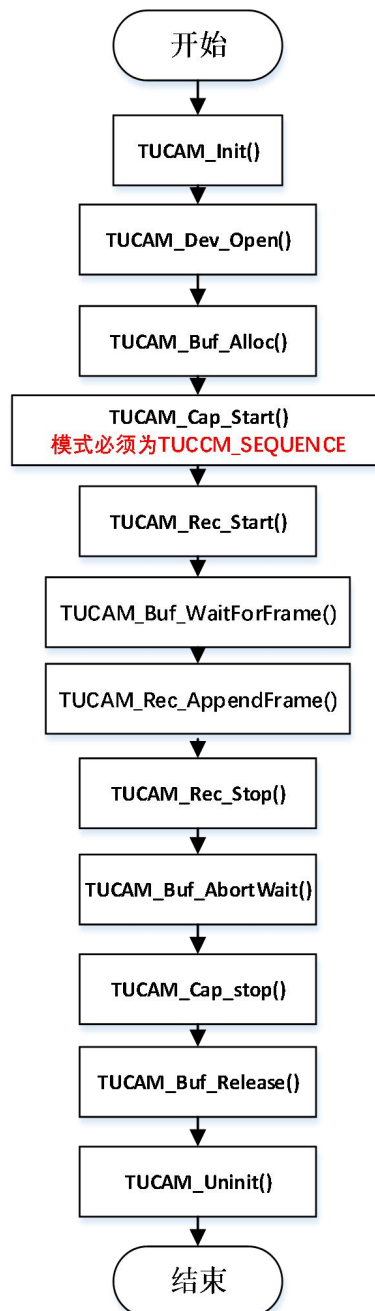 开始
TUCAM_Init()
TUCAM_Dev_Open()
TUCAM_Buf_Alloc()
TUCAM_Cap_Start()
模式必须为TUCCM_SEQUENCE
TUCAM_Rec_Start()
TUCAM_Buf_WaitForFrame()
TUCAM_Rec_AppendFrame()
TUCAM_Rec_Stop()
TUCAM_Buf_AbortWait()
TUCAM_Cap_stop()
TUCAM_Buf_Release()
TUCAM_Uninit()
结束